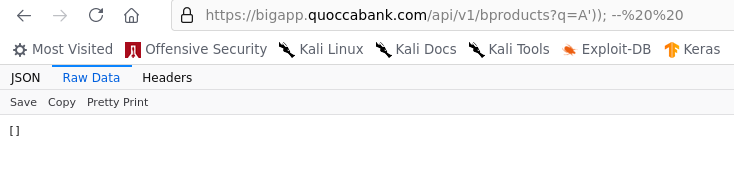 https://bigapp.quoccabank.com/api/v1/bproducts?q=A')); --%20%20
Most Visited Offensive Security Kali Linux Kali Docs Kali Tools Exploit-DB Keras
JSON Raw Data Headers
Save Copy Pretty Print
[]